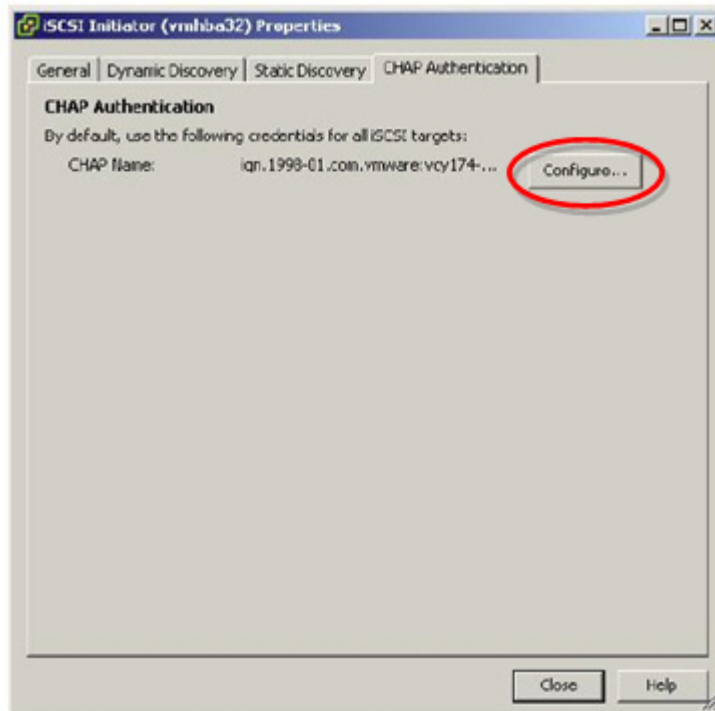 iSCSI Initiator (vmhba32) Properties
General Dynamic Discovery Static Discovery CHAP Authentication
CHAP Authentication
By default, use the following credentials for all iSCSI targets:
CHAP Name: iqn.1998-01.com.vmware:vcy174-... Configure...
Close Help